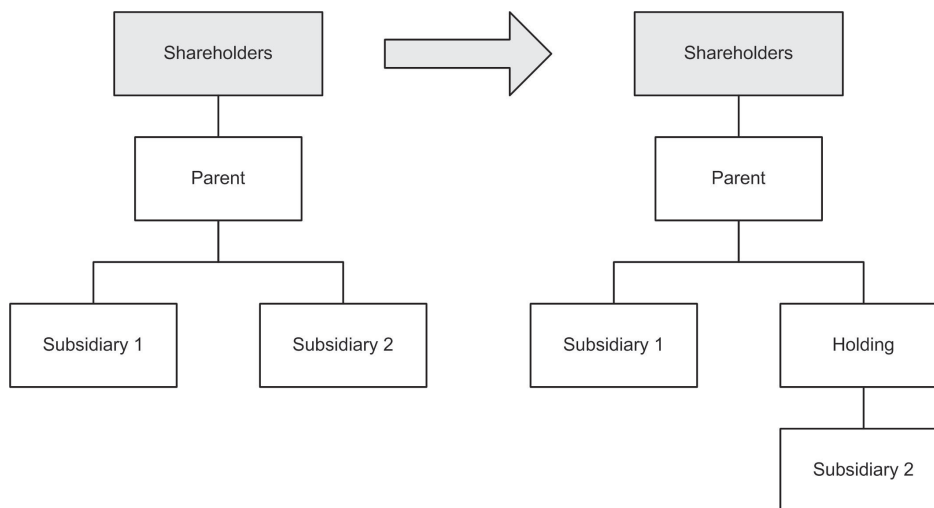 Shareholders
Shareholders
Parent
Parent
Subsidiary 1
Subsidiary 2
Subsidiary 1
Holding
Subsidiary 2